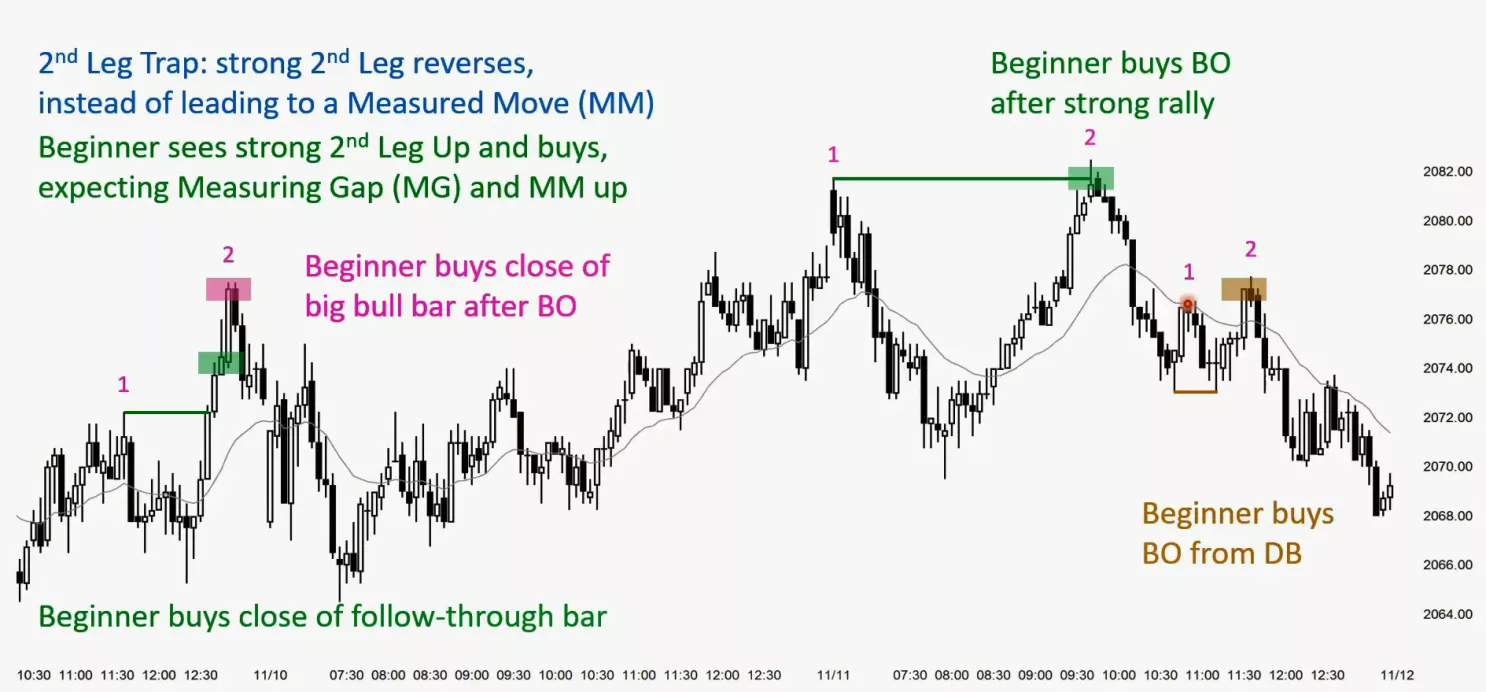 2nd Leg Trap: strong 2nd Leg reverses,
instead of leading to a Measured Move (MM)
Beginner sees strong 2nd Leg Up and buys,
expecting Measuring Gap (MG) and MM up
Beginner buys BO
after strong rally
2
1
2
Beginner buys close of
big bull bar after BO
1
1
2
Beginner buys
BO from DB
Beginner buys close of follow-through bar
2082.00
2080.00
2078.00
2076.00
2074.00
2072.00
2070.00
2068.00
2066.00
2064.00
10:30 11:00 11:30 12:00 12:30 11/10 07:30 08:00 08:30 09:00 09:30 10:00 10:30 11:00 11:30 12:00 12:30 11/11 07:30 08:00 08:30 09:00 09:30 10:00 10:30 11:00 11:30 12:00 12:30 11/12